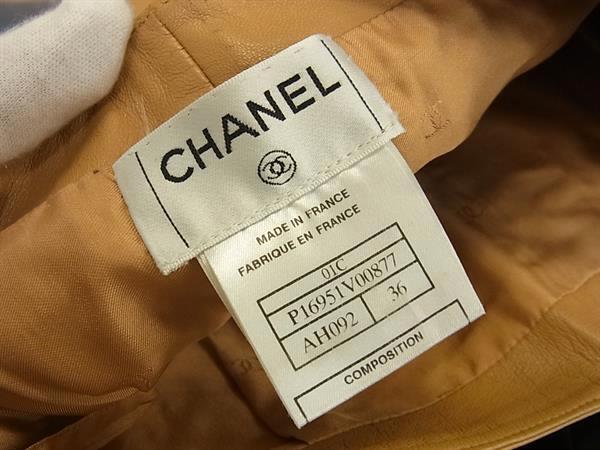 CHANEL
MADE IN FRANCE
FABRIQUE EN FRANCE
01C
P16951V00877
AH092 36
COMPOSITION